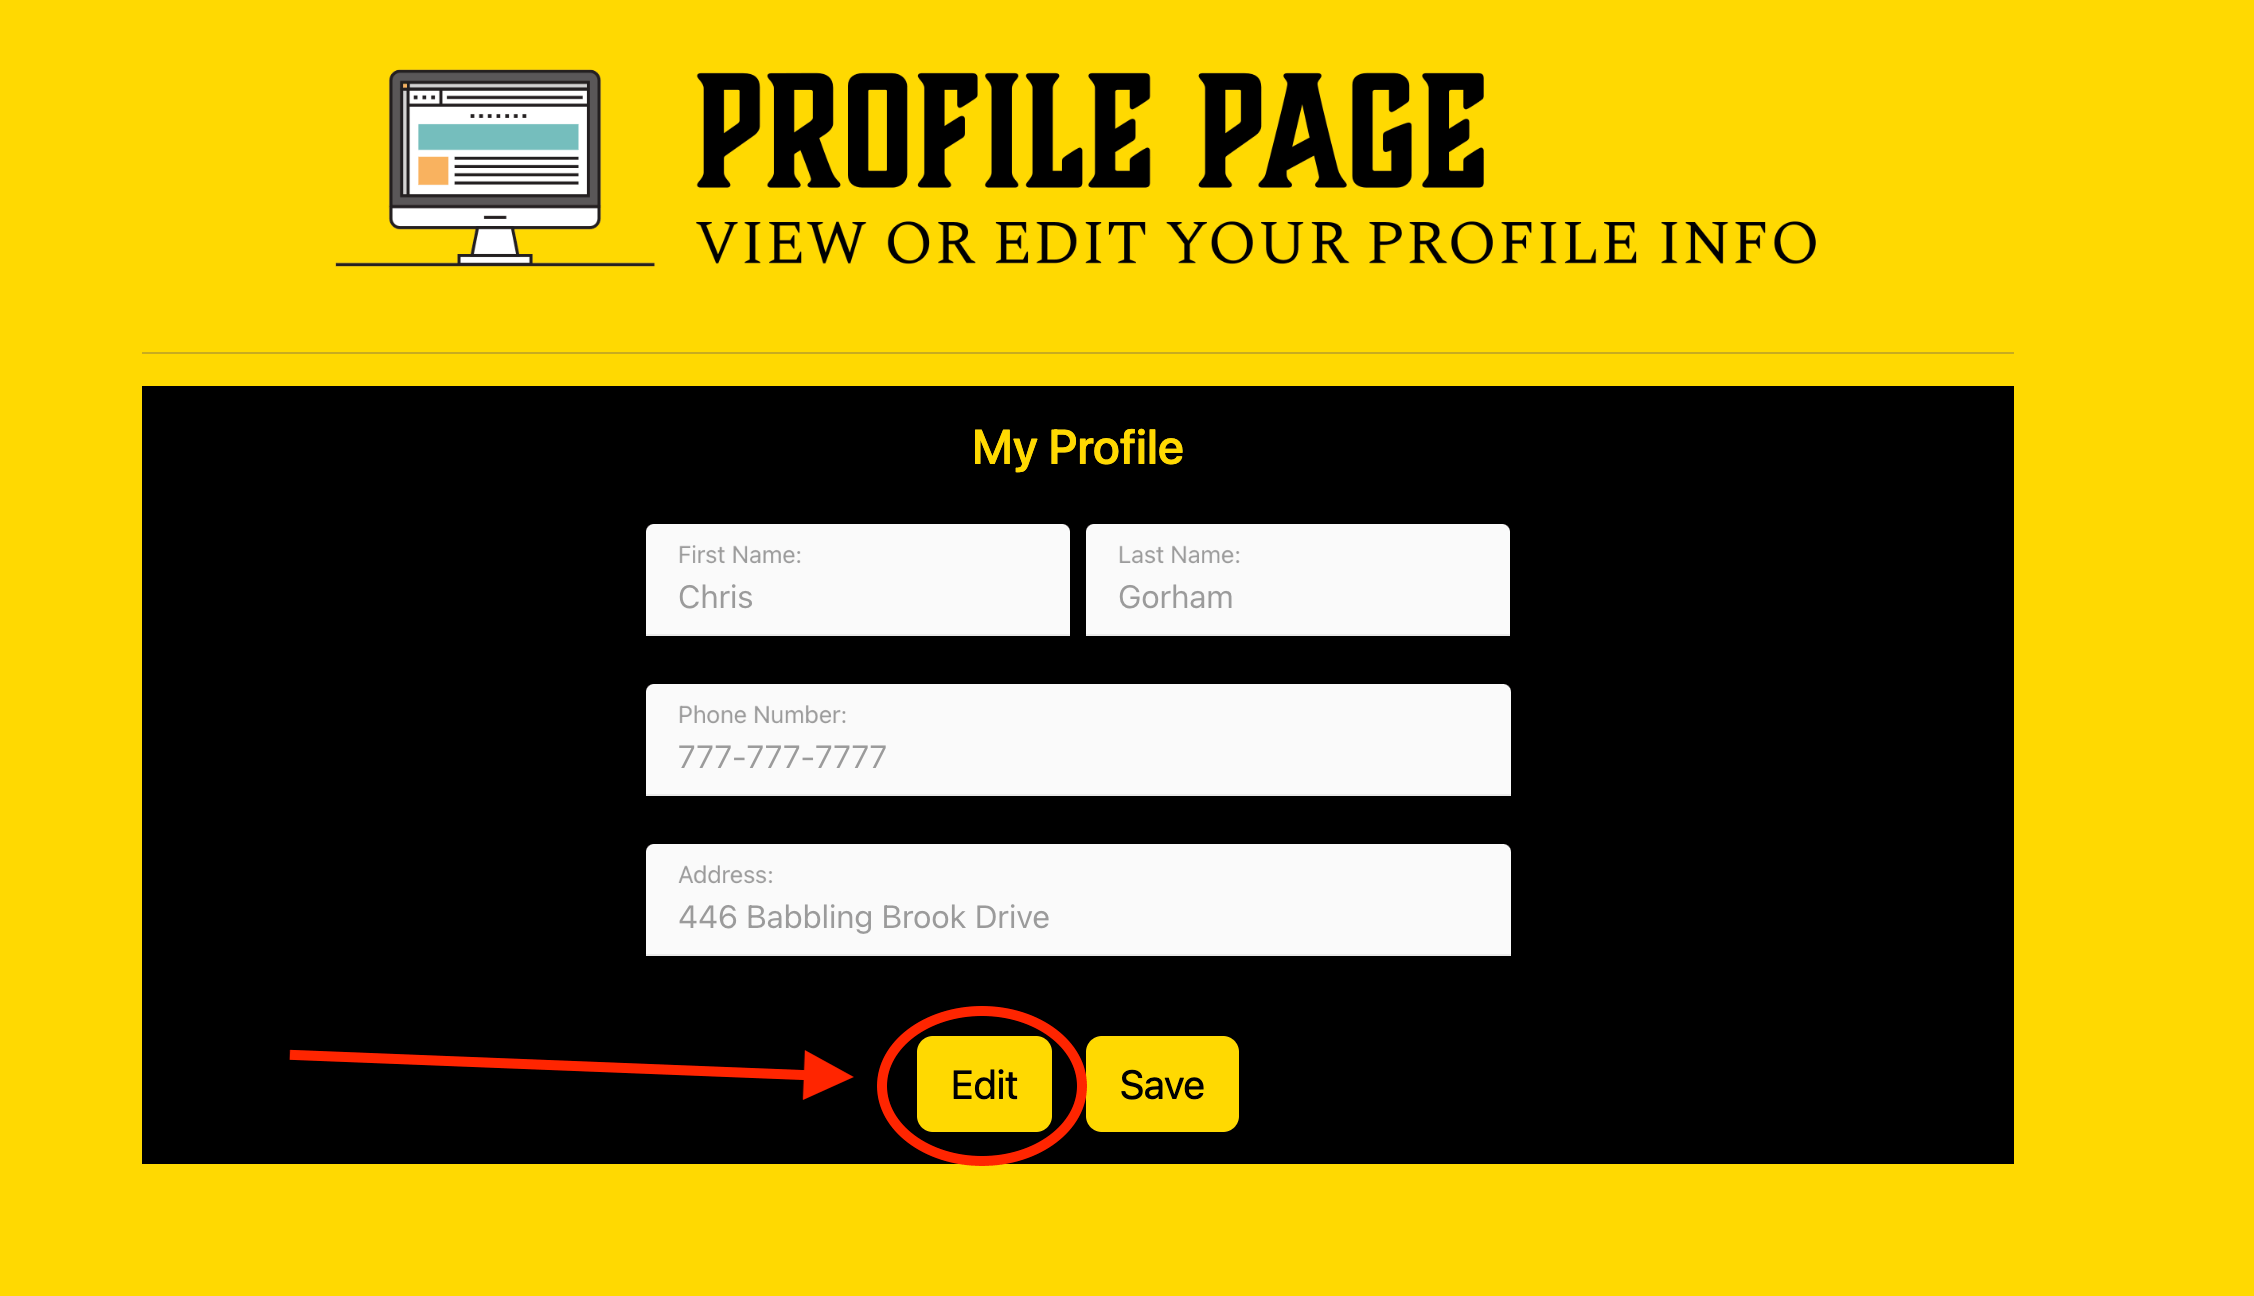 PROFILE PAGE
VIEW OR EDIT YOUR PROFILE INFO
My Profile
First Name:
Chris
Last Name:
Gorham
Phone Number:
777-777-7777
Address:
446 Babbling Brook Drive
Edit
Save